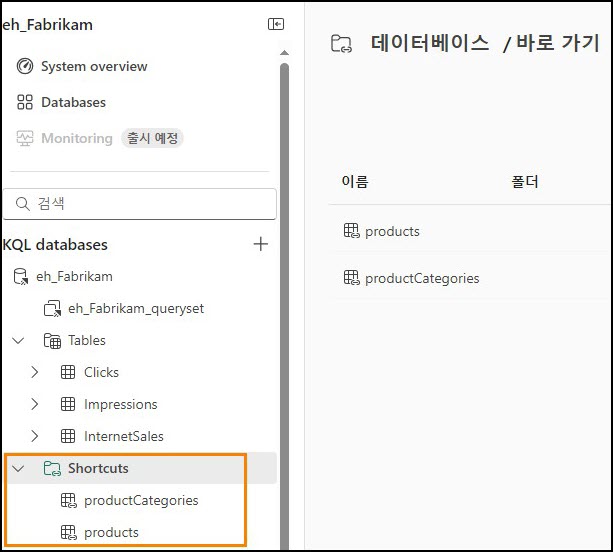 eh_Fabrikam
System overview
Databases
Monitoring 출시 예정
검색
KQL databases
eh_Fabrikam
eh_Fabrikam_queryset
Tables
Clicks
Impressions
InternetSales
Shortcuts
productCategories
products
데이터베이스 / 바로 가기
이름 폴더
products
productCategories